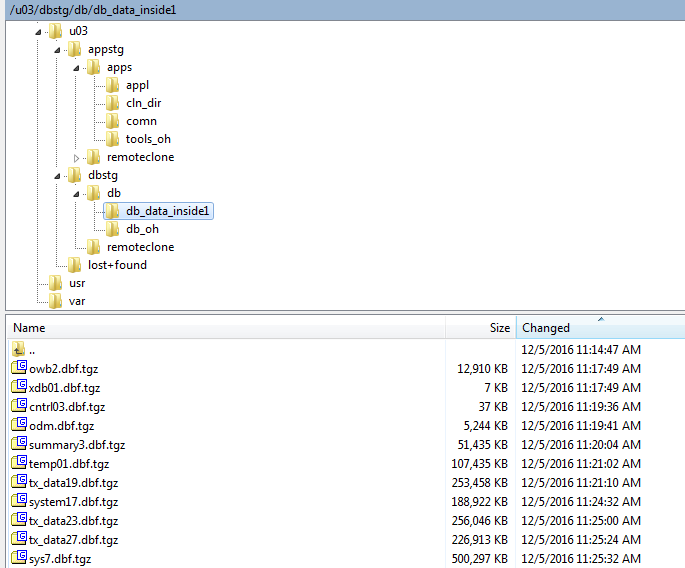 /u03/dbstg/db/db_data_inside1
u03
appstg
apps
appl
cln_dir
comn
tools_oh
remoteclone
dbstg
db
db_data_inside1
db_oh
remoteclone
lost+found
usr
var
Name Size Changed
.. 12/5/2016 11:14:47 AM
owb2.dbf.tgz 12,910 KB 12/5/2016 11:17:49 AM
xdb01.dbf.tgz 7 KB 12/5/2016 11:17:49 AM
cntrl03.dbf.tgz 37 KB 12/5/2016 11:19:36 AM
odm.dbf.tgz 5,244 KB 12/5/2016 11:19:41 AM
summary3.dbf.tgz 51,435 KB 12/5/2016 11:20:04 AM
temp01.dbf.tgz 107,435 KB 12/5/2016 11:21:02 AM
tx_data19.dbf.tgz 253,458 KB 12/5/2016 11:21:10 AM
system17.dbf.tgz 188,922 KB 12/5/2016 11:24:32 AM
tx_data23.dbf.tgz 256,046 KB 12/5/2016 11:25:00 AM
tx_data27.dbf.tgz 226,913 KB 12/5/2016 11:25:24 AM
sys7.dbf.tgz 500,297 KB 12/5/2016 11:25:32 AM